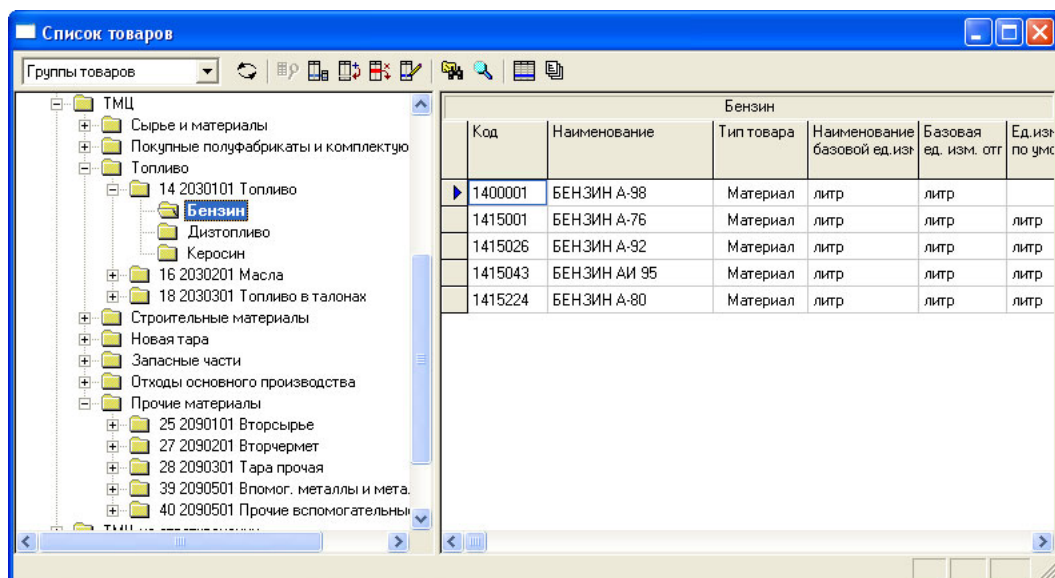 Список товаров
Группы товаров
ТМЦ
Сырье и материалы
Покупные полуфабрикаты и комплектую
Топливо
14 2030101 Топливо
Бензин
Дизтопливо
Керосин
16 2030201 Масла
18 2030301 Топливо в талонах
Строительные материалы
Новая тара
Запасные части
Отходы основного производства
Прочие материалы
25 2090101 Вторсырье
27 2090201 Вторчермет
28 2090301 Тара прочая
39 2090501 Впомог. металлы и мета.
40 2090501 Прочие вспомогательны
ТМЦ
Бензин
Код Наименование Тип товара Наименование Базовая Ед.изм
базовой ед.изм ед. изм. отг по умо
1400001 БЕНЗИН А-98 Материал литр литр
1415001 БЕНЗИН А-76 Материал литр литр литр
1415026 БЕНЗИН А-92 Материал литр литр литр
1415043 БЕНЗИН АИ 95 Материал литр литр литр
1415224 БЕНЗИН А-80 Материал литр литр литр